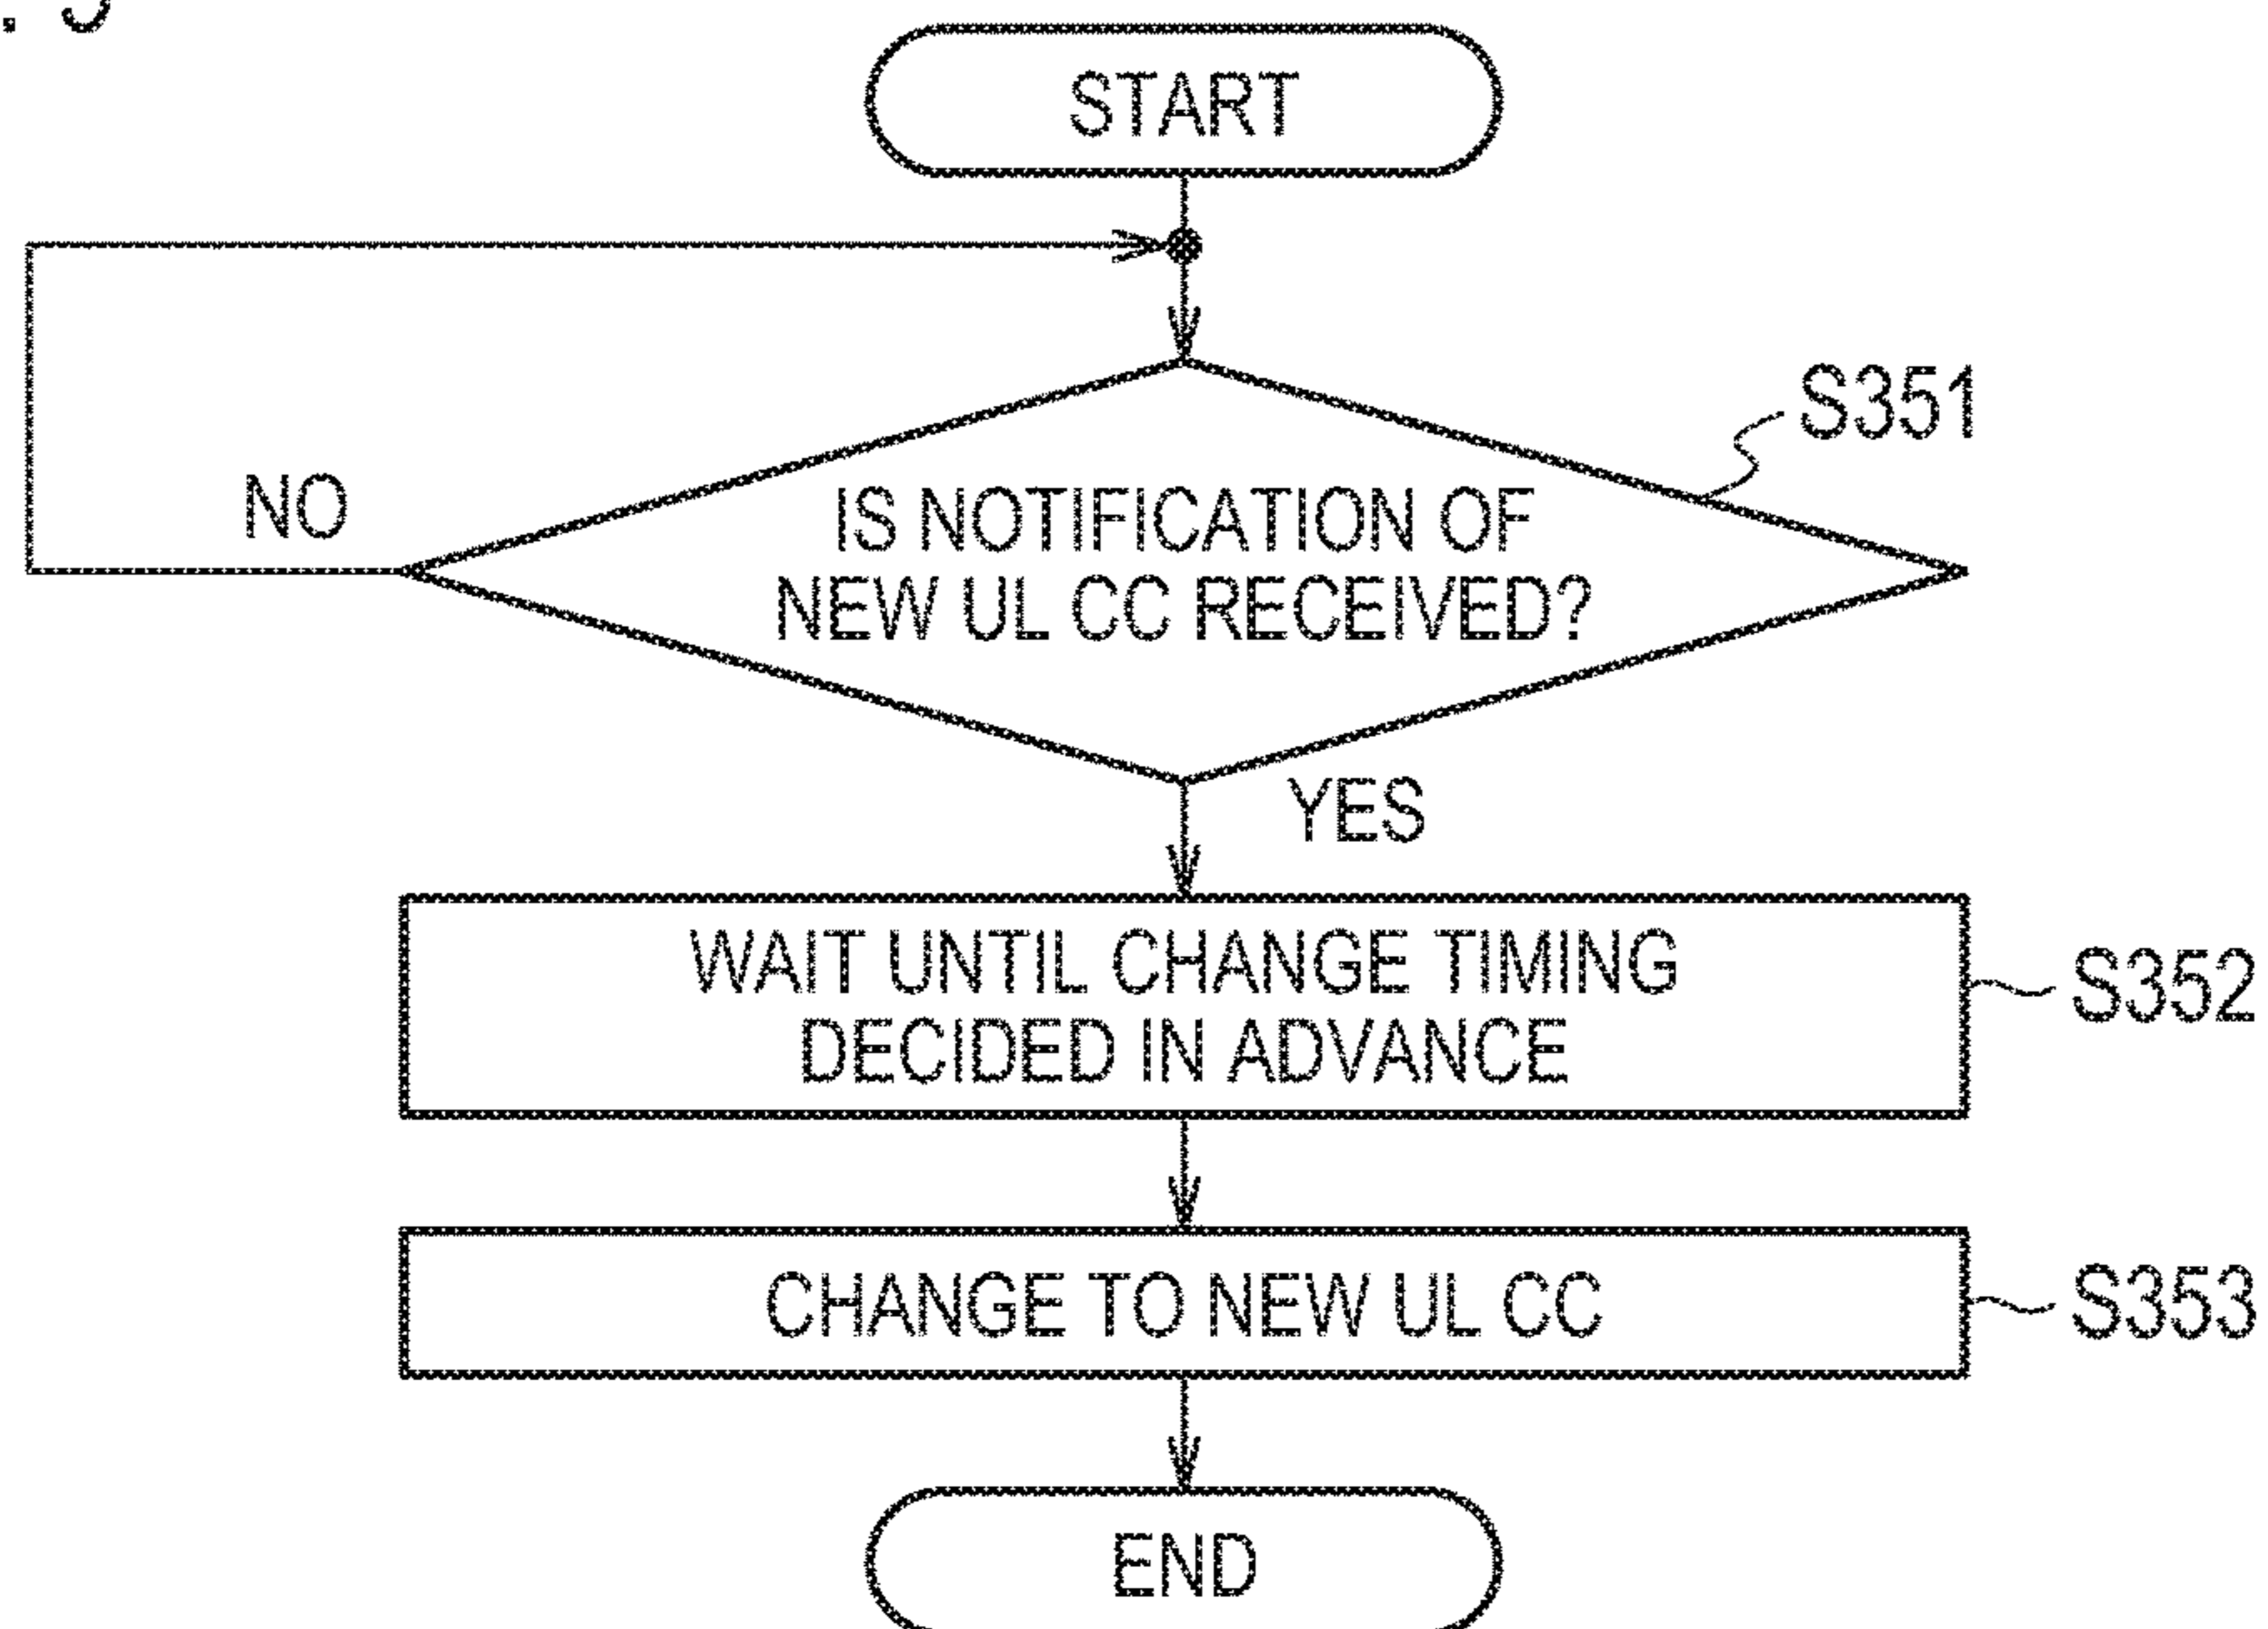 START
S351
NO
IS NOTIFICATION OF
NEW UL CC RECEIVED?
YES
WAIT UNTIL CHANGE TIMING
DECIDED IN ADVANCE
S352
CHANGE TO NEW UL CC
S353
END